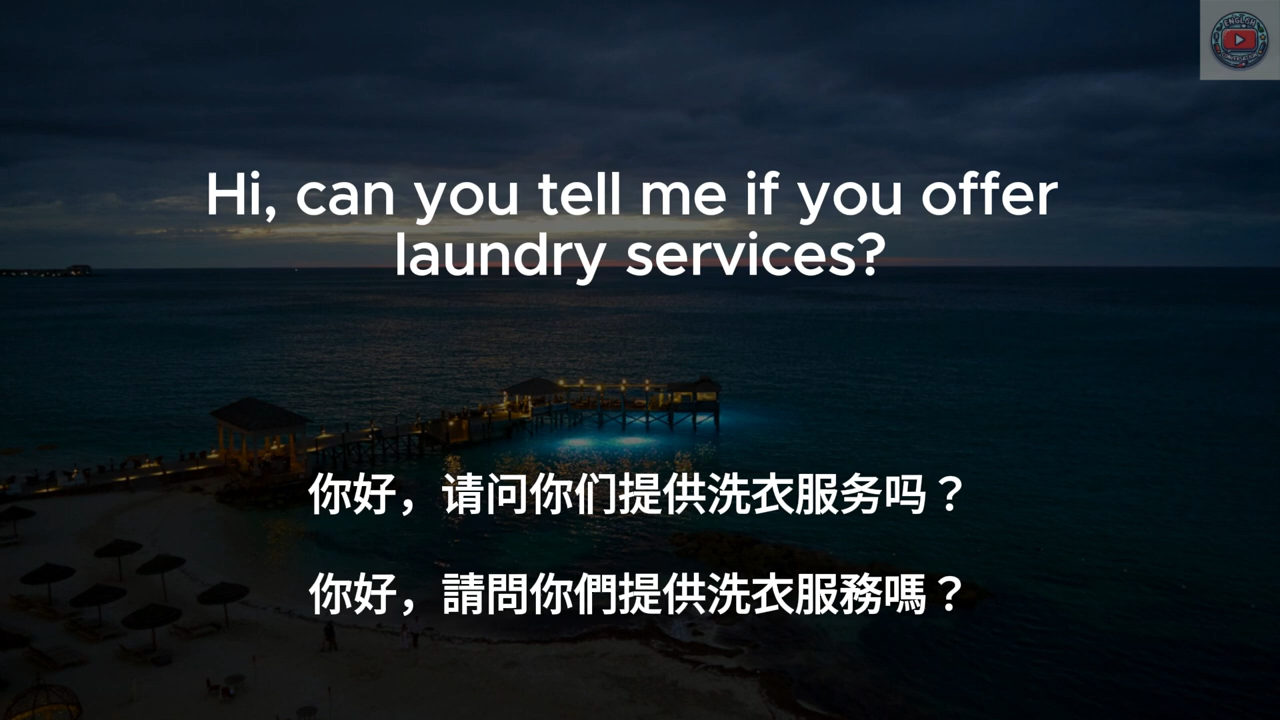 ENGLISH
Hi, can you tell me if you offer
laundry services?
你好，请问你们提供洗衣服务吗？
你好，請問你們提供洗衣服務嗎？